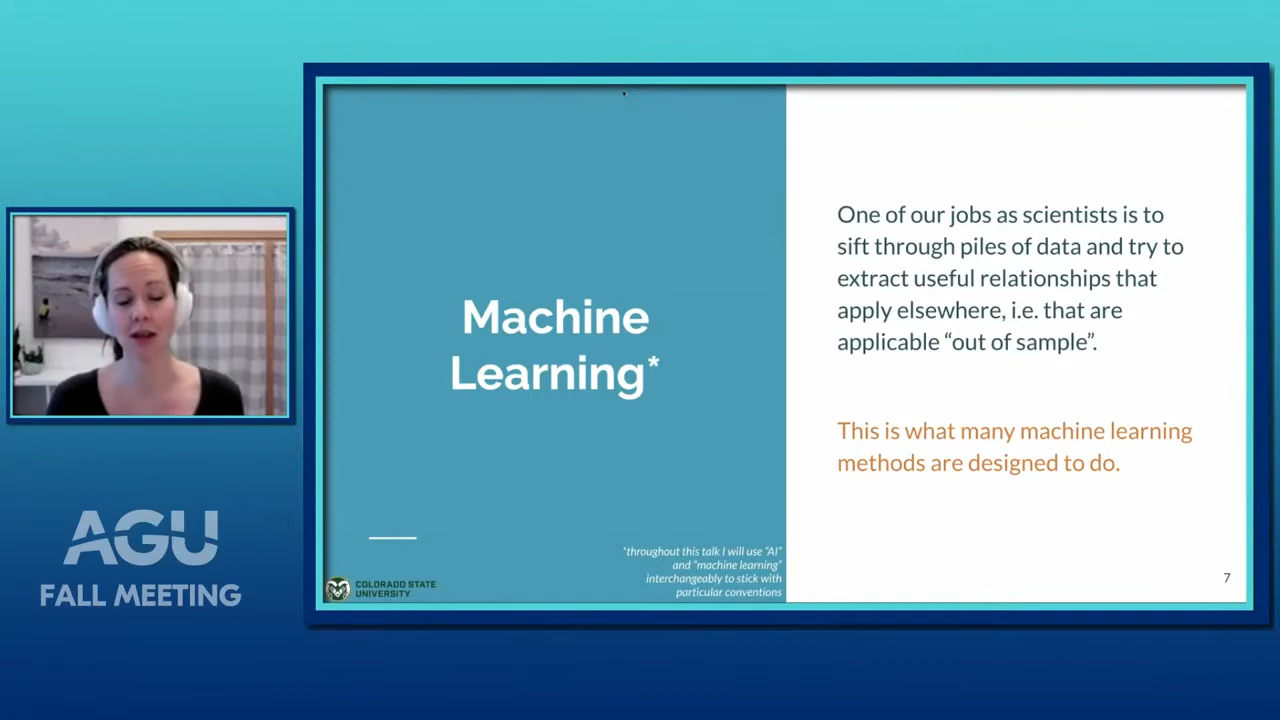 AGU
FALL MEETING
Machine
Learning*
*throughout this talk I will use “AI”
and “machine learning”
interchangeably to stick with
particular conventions
COLORADO STATE
UNIVERSITY
One of our jobs as scientists is to
sift through piles of data and try to
extract useful relationships that
apply elsewhere, i.e. that are
applicable “out of sample”.
This is what many machine learning
methods are designed to do.
7